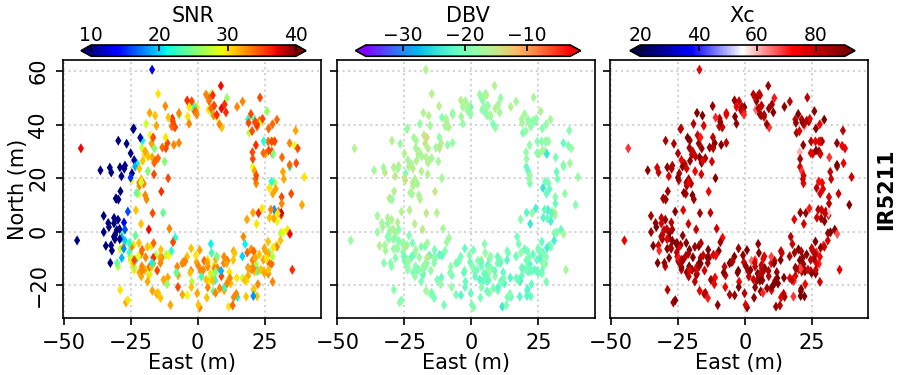 SNR DBV Xc
10 20 30 40 −30 −20 −10 20 40 60 80
60
40
20
0
−20
North (m)
IR5211
−50 −25 0 25 −50 −25 0 25 −50 −25 0 25
East (m) East (m) East (m)